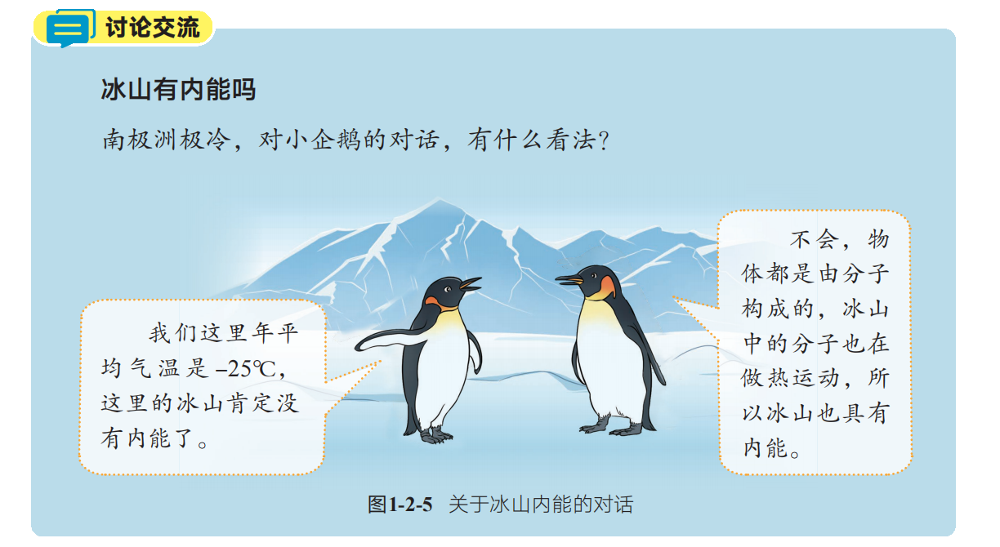 讨论交流
冰山有内能吗
南极洲极冷，对小企鹅的对话，有什么看法？
我们这里年平
均气温是-25℃，
这里的冰山肯定没
有内能了。
不会，物
体都是由分子
构成的，冰山
中的分子也在
做热运动，所
以冰山也具有
内能。
图1-2-5 关于冰山内能的对话